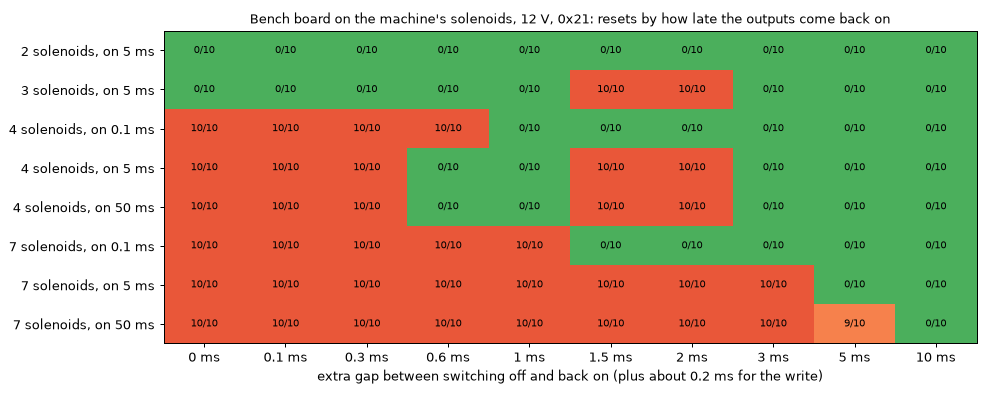 Bench board on the machine's solenoids, 12 V, 0x21: resets by how late the outputs come back on
2 solenoids, on 5 ms 0/10 0/10 0/10 0/10 0/10 0/10 0/10 0/10 0/10 0/10
3 solenoids, on 5 ms 0/10 0/10 0/10 0/10 0/10 10/10 10/10 0/10 0/10 0/10
4 solenoids, on 0.1 ms 10/10 10/10 10/10 10/10 0/10 0/10 0/10 0/10 0/10 0/10
4 solenoids, on 5 ms 10/10 10/10 10/10 0/10 0/10 10/10 10/10 0/10 0/10 0/10
4 solenoids, on 50 ms 10/10 10/10 10/10 0/10 0/10 10/10 10/10 0/10 0/10 0/10
7 solenoids, on 0.1 ms 10/10 10/10 10/10 10/10 10/10 0/10 0/10 0/10 0/10 0/10
7 solenoids, on 5 ms 10/10 10/10 10/10 10/10 10/10 10/10 10/10 10/10 0/10 0/10
7 solenoids, on 50 ms 10/10 10/10 10/10 10/10 10/10 10/10 10/10 10/10 9/10 0/10
0 ms 0.1 ms 0.3 ms 0.6 ms 1 ms 1.5 ms 2 ms 3 ms 5 ms 10 ms
extra gap between switching off and back on (plus about 0.2 ms for the write)